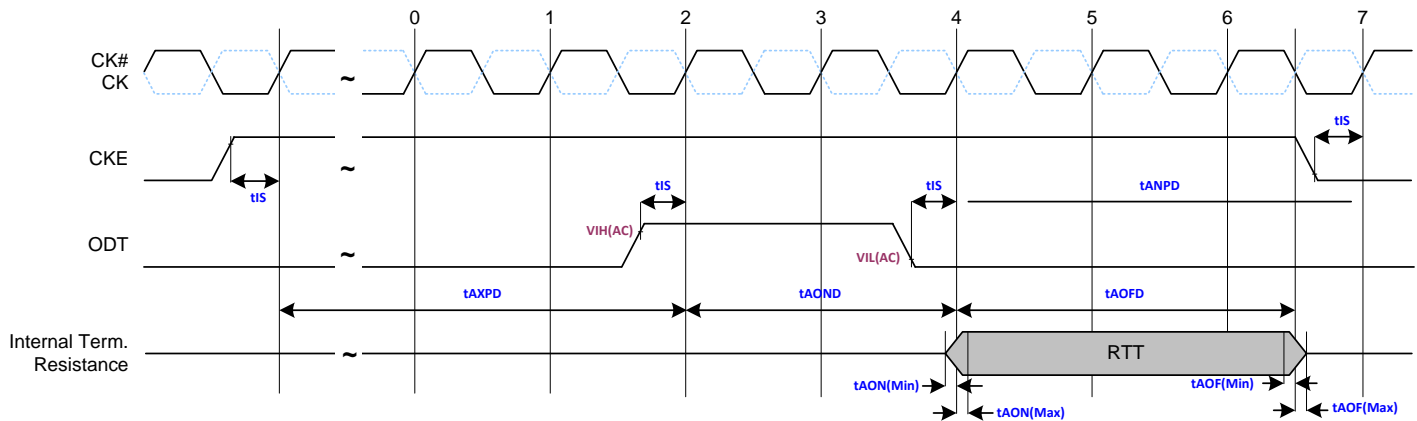 0 1 2 3 4 5 6 7
CK#
CK
tIS
CKE
~
tIS
tIS
tIS
tANPD
VIH(AC)
ODT
VIL(AC)
~
tAXPD
tAOND
tAOFD
Internal Term.
Resistance
~
RTT
tAON(Min)
tAOF(Min)
tAON(Max)
tAOF(Max)